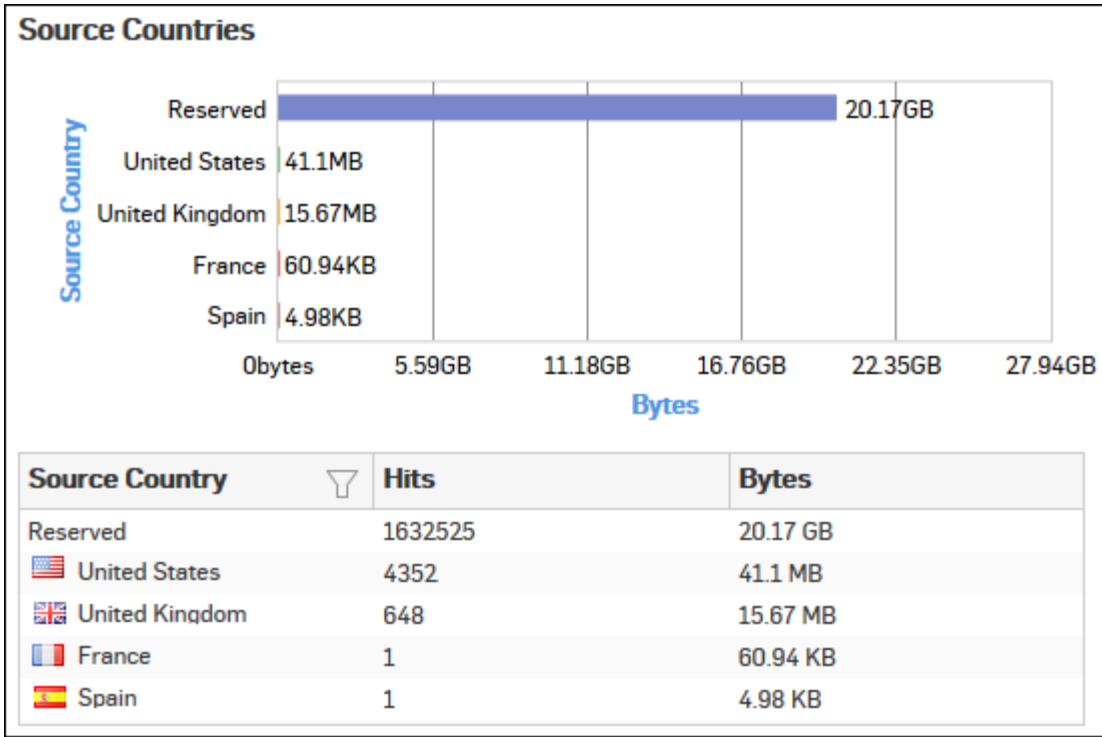 Source Countries
Source Country
Reserved 20.17GB
United States 41.1MB
United Kingdom 15.67MB
France 60.94KB
Spain 4.98KB
0bytes 5.59GB 11.18GB 16.76GB 22.35GB 27.94GB
Bytes
Source Country Hits Bytes
Reserved 1632525 20.17 GB
United States 4352 41.1 MB
United Kingdom 648 15.67 MB
France 1 60.94 KB
Spain 1 4.98 KB